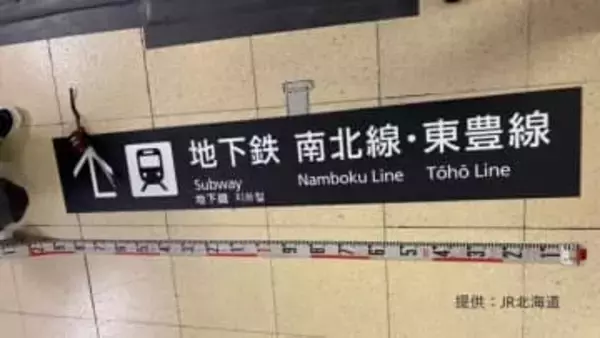 地下鉄 南北線・東豊線
Subway Namboku Line Tōhō Line
地下鐵 지하철
提供：JR北海道